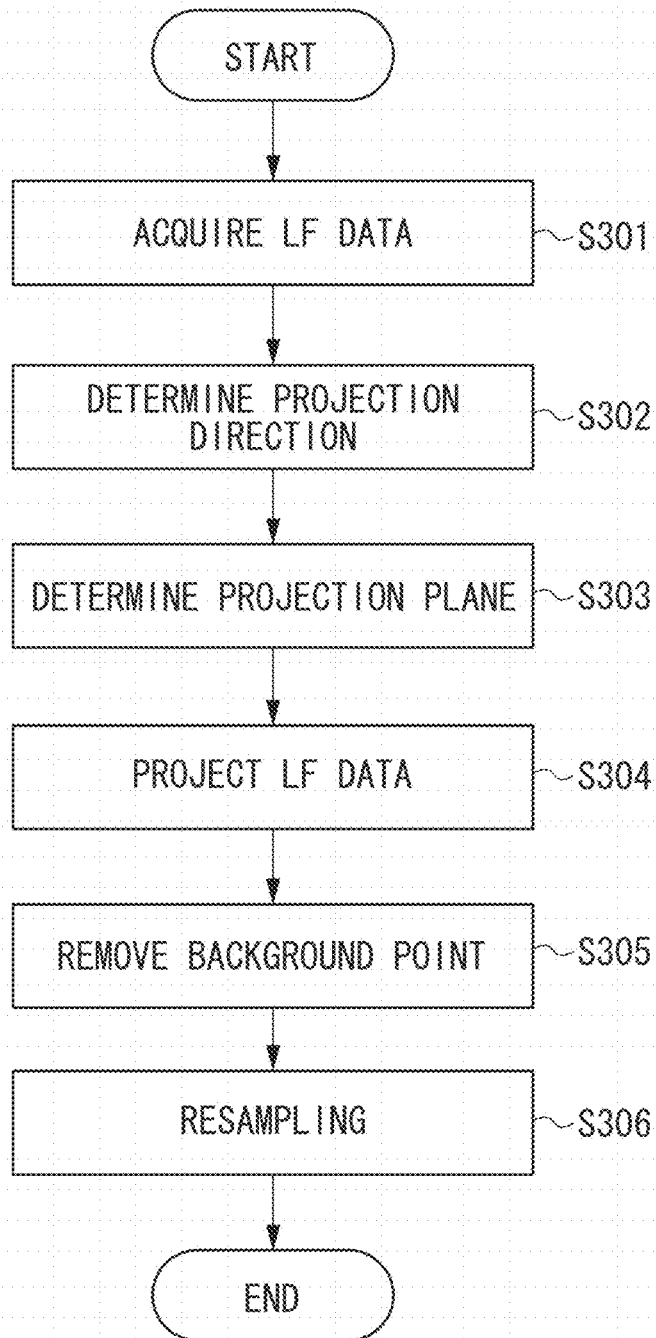 START
ACQUIRE LF DATA
S301
DETERMINE PROJECTION
DIRECTION
S302
DETERMINE PROJECTION PLANE
S303
PROJECT LF DATA
S304
REMOVE BACKGROUND POINT
S305
RESAMPLING
S306
END